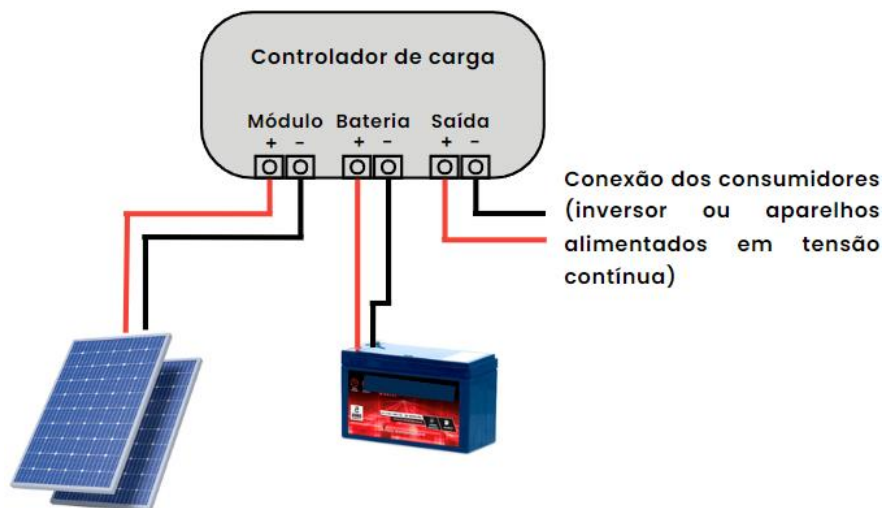 Controlador de carga
Módulo Bateria Saída
+ − + − + −
Conexão dos consumidores
(inversor ou aparelhos
alimentados em tensão
contínua)